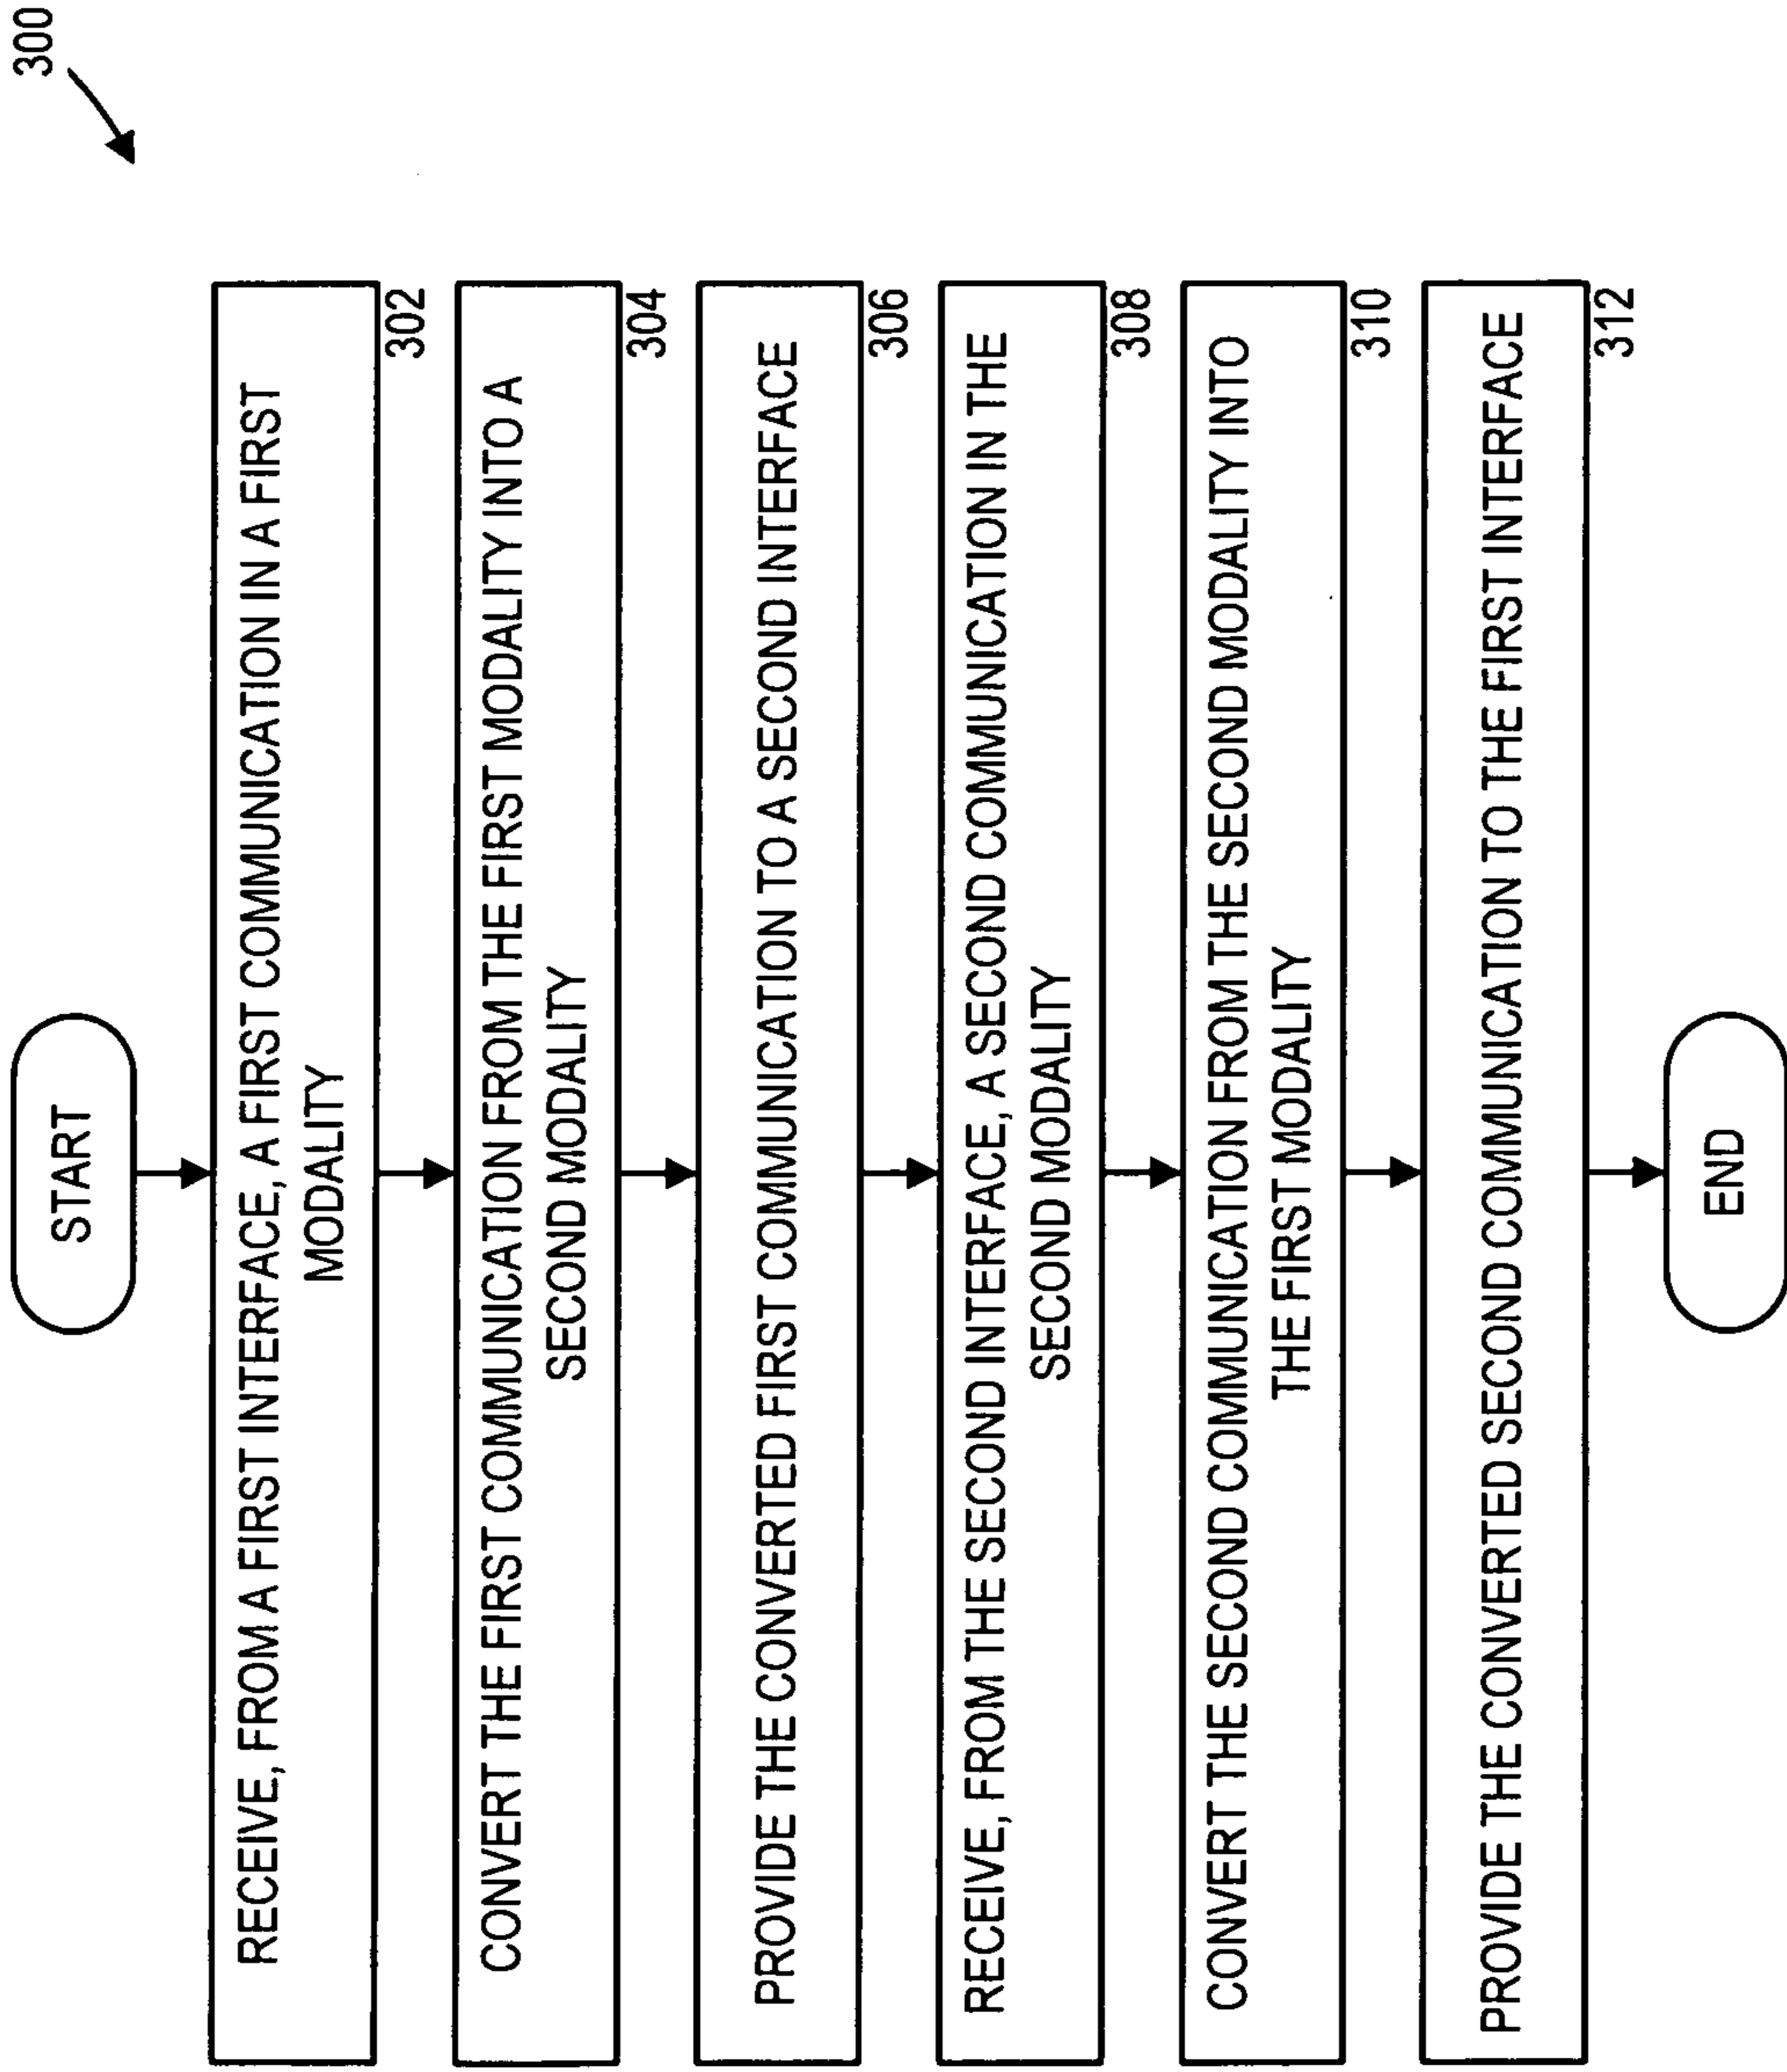 300
START
RECEIVE, FROM A FIRST INTERFACE, A FIRST COMMUNICATION IN A FIRST
MODALITY
302
CONVERT THE FIRST COMMUNICATION FROM THE FIRST MODALITY INTO A
SECOND MODALITY
304
PROVIDE THE CONVERTED FIRST COMMUNICATION TO A SECOND INTERFACE
306
RECEIVE, FROM THE SECOND INTERFACE, A SECOND COMMUNICATION IN THE
SECOND MODALITY
308
CONVERT THE SECOND COMMUNICATION FROM THE SECOND MODALITY INTO
THE FIRST MODALITY
310
PROVIDE THE CONVERTED SECOND COMMUNICATION TO THE FIRST INTERFACE
312
END